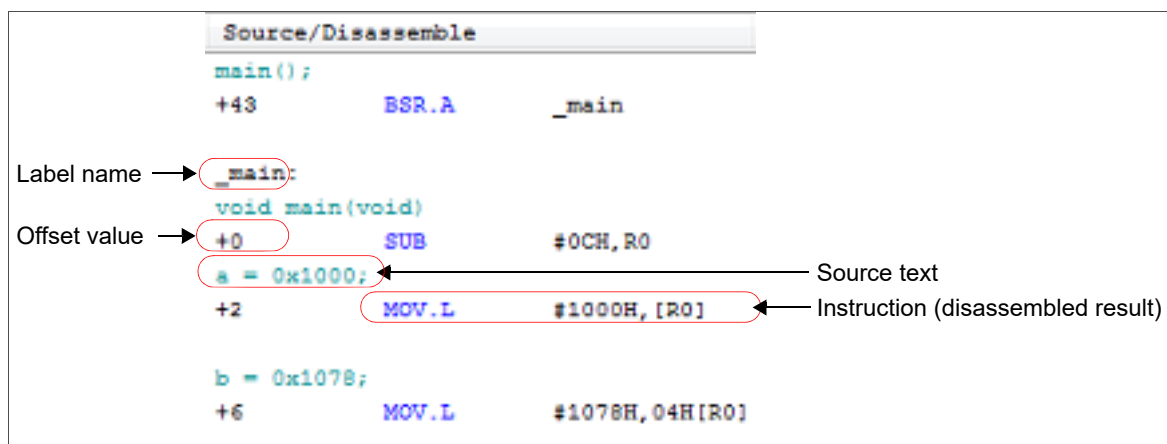 Source/Disassemble
main();
+43 BSR.A _main
Label name _main:
void main(void)
Offset value +0 SUB #0CH,R0
a = 0x1000; Source text
+2 MOV.L #1000H,[R0] Instruction (disassembled result)
b = 0x1078;
+6 MOV.L #1078H,04H[R0]